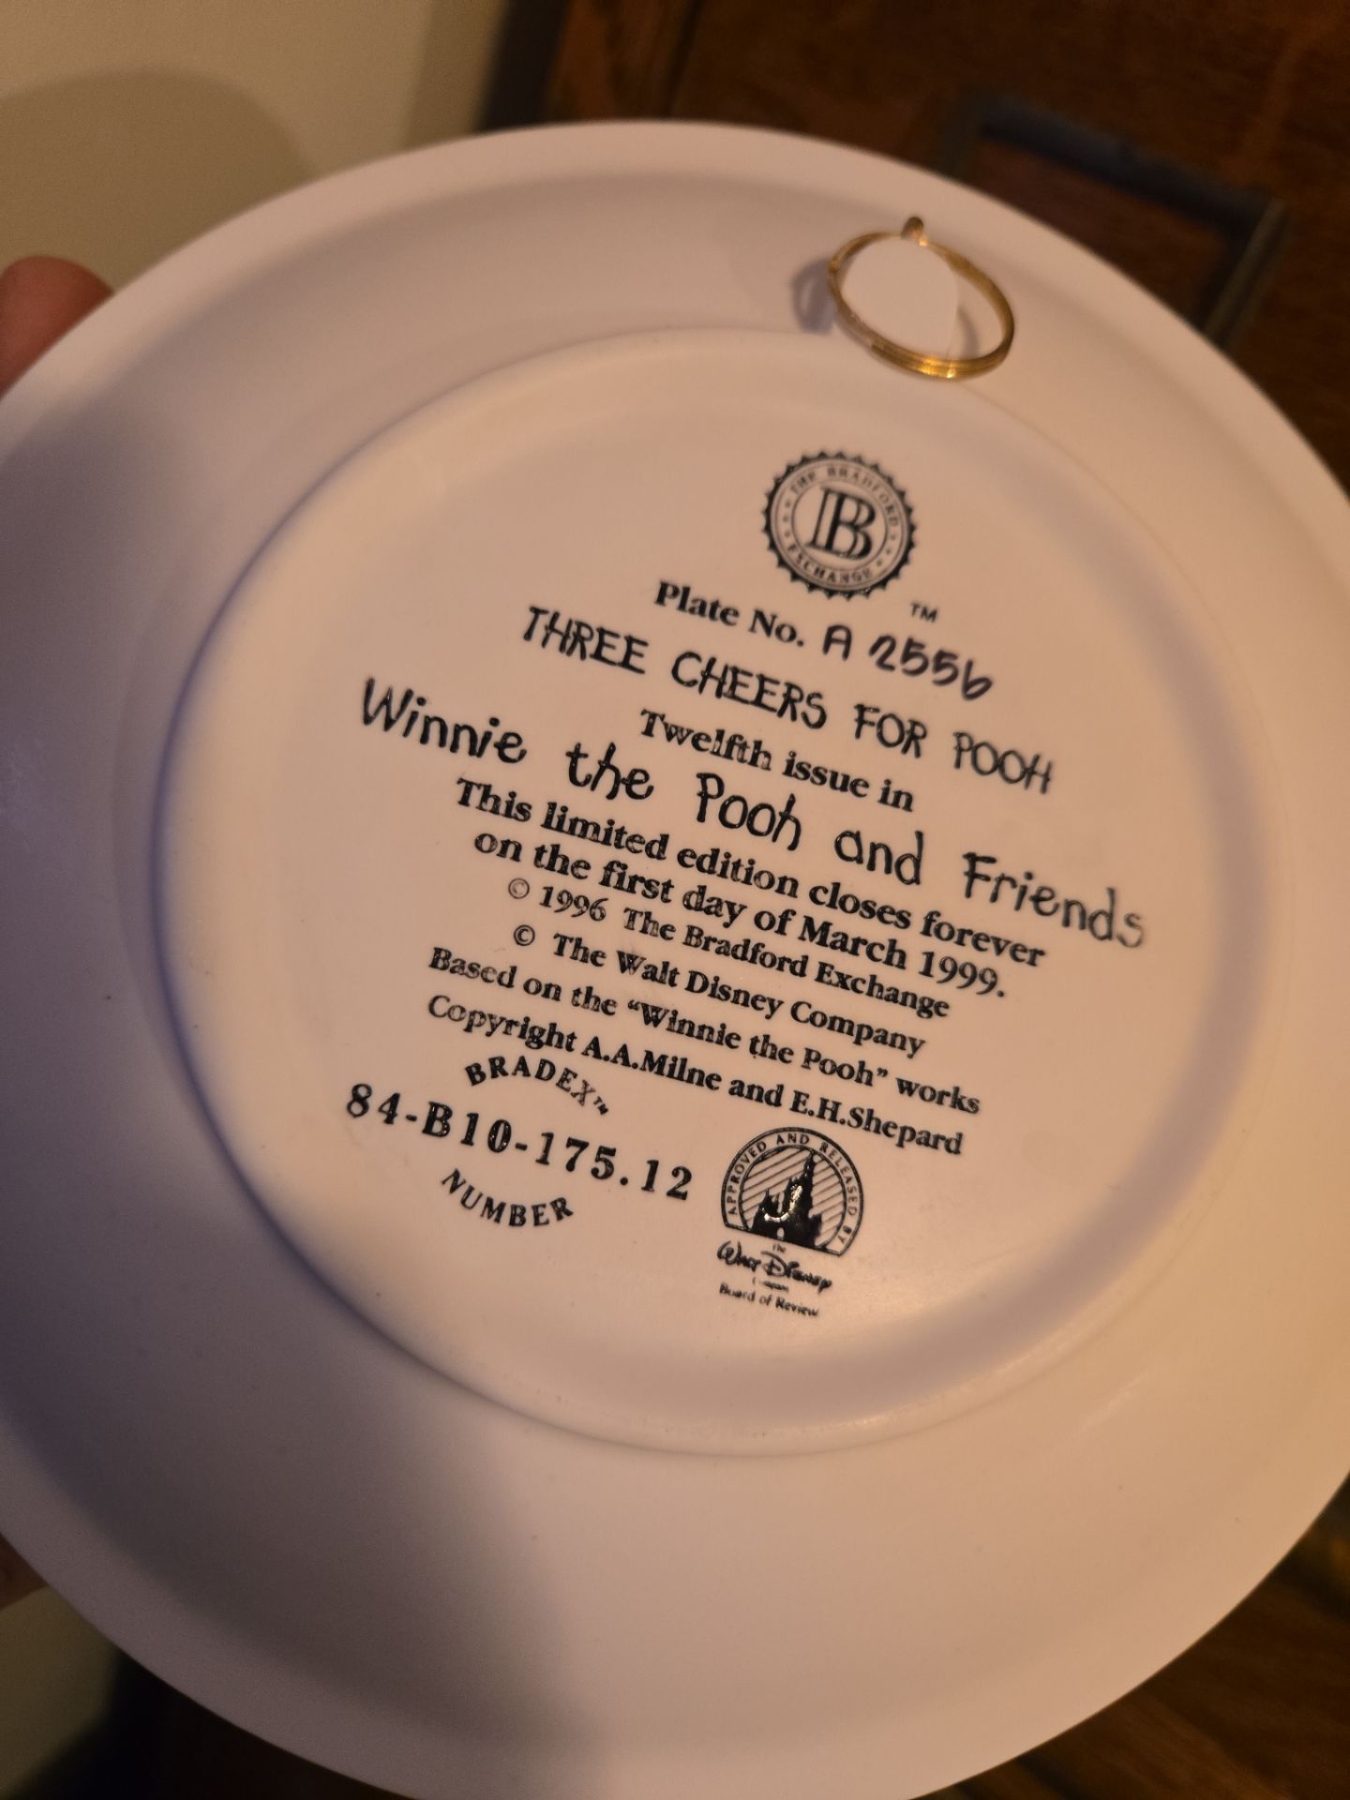 THE BRADFORD EXCHANGE
B
TM
Plate No. A 2556
THREE CHEERS FOR POOH
Twelfth issue in
Winnie the Pooh and Friends
This limited edition closes forever
on the first day of March 1999.
© 1996 The Bradford Exchange
© The Walt Disney Company
Based on the “Winnie the Pooh” works
Copyright A.A.Milne and E.H.Shepard
BRADEX™
84-B10-175.12
NUMBER
APPROVED AND RELEASED BY
The
Walt Disney
Company
Board of Review